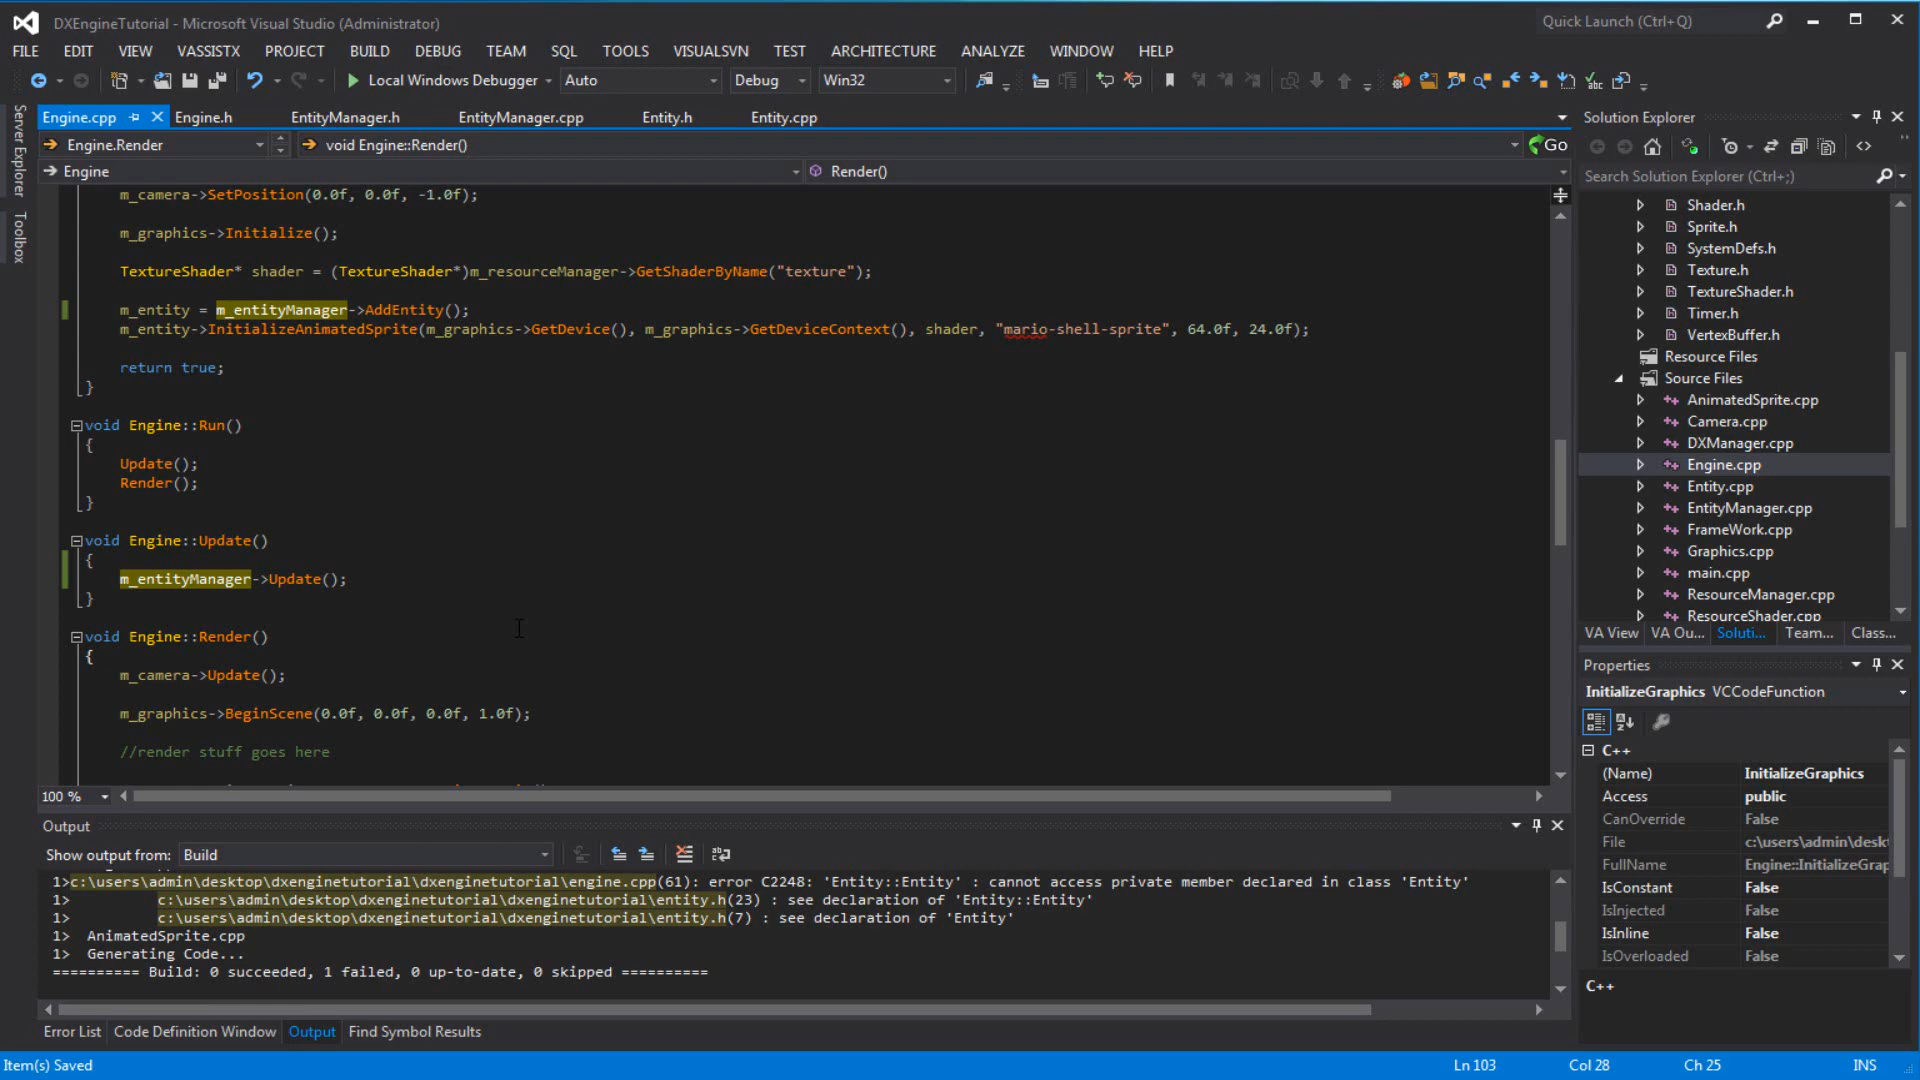 DXEngineTutorial - Microsoft Visual Studio (Administrator)
Quick Launch (Ctrl+Q)
FILE EDIT VIEW VASSISTX PROJECT BUILD DEBUG TEAM SQL TOOLS VISUALSVN TEST ARCHITECTURE ANALYZE WINDOW HELP
Local Windows Debugger Auto Debug Win32
Server Explorer
Toolbox
Engine.cpp Engine.h EntityManager.h EntityManager.cpp Entity.h Entity.cpp
Engine.Render void Engine::Render() Go
Engine Render()
m_camera->SetPosition(0.0f, 0.0f, -1.0f);
m_graphics->Initialize();
TextureShader* shader = (TextureShader*)m_resourceManager->GetShaderByName("texture");
m_entity = m_entityManager->AddEntity();
m_entity->InitializeAnimatedSprite(m_graphics->GetDevice(), m_graphics->GetDeviceContext(), shader, "mario-shell-sprite", 64.0f, 24.0f);
return true;
}
void Engine::Run()
{
Update();
Render();
}
void Engine::Update()
{
m_entityManager->Update();
}
void Engine::Render()
{
m_camera->Update();
m_graphics->BeginScene(0.0f, 0.0f, 0.0f, 1.0f);
//render stuff goes here
100 %
Output
Show output from: Build
1>c:\users\admin\desktop\dxenginetutorial\dxenginetutorial\engine.cpp(61): error C2248: 'Entity::Entity' : cannot access private member declared in class 'Entity'
1> c:\users\admin\desktop\dxenginetutorial\dxenginetutorial\entity.h(23) : see declaration of 'Entity::Entity'
1> c:\users\admin\desktop\dxenginetutorial\dxenginetutorial\entity.h(7) : see declaration of 'Entity'
1> AnimatedSprite.cpp
1> Generating Code...
========== Build: 0 succeeded, 1 failed, 0 up-to-date, 0 skipped ==========
Error List Code Definition Window Output Find Symbol Results
Solution Explorer
Search Solution Explorer (Ctrl+;)
Shader.h
Sprite.h
SystemDefs.h
Texture.h
TextureShader.h
Timer.h
VertexBuffer.h
Resource Files
Source Files
AnimatedSprite.cpp
Camera.cpp
DXManager.cpp
Engine.cpp
Entity.cpp
EntityManager.cpp
FrameWork.cpp
Graphics.cpp
main.cpp
ResourceManager.cpp
ResourceShader.cpp
VA View VA Ou... Soluti... Team... Class...
Properties
InitializeGraphics VCCodeFunction
C++
(Name) InitializeGraphics
Access public
CanOverride False
File c:\users\admin\deskt
FullName Engine::InitializeGrap
IsConstant False
IsInjected False
IsInline False
IsOverloaded False
C++
Item(s) Saved Ln 103 Col 28 Ch 25 INS